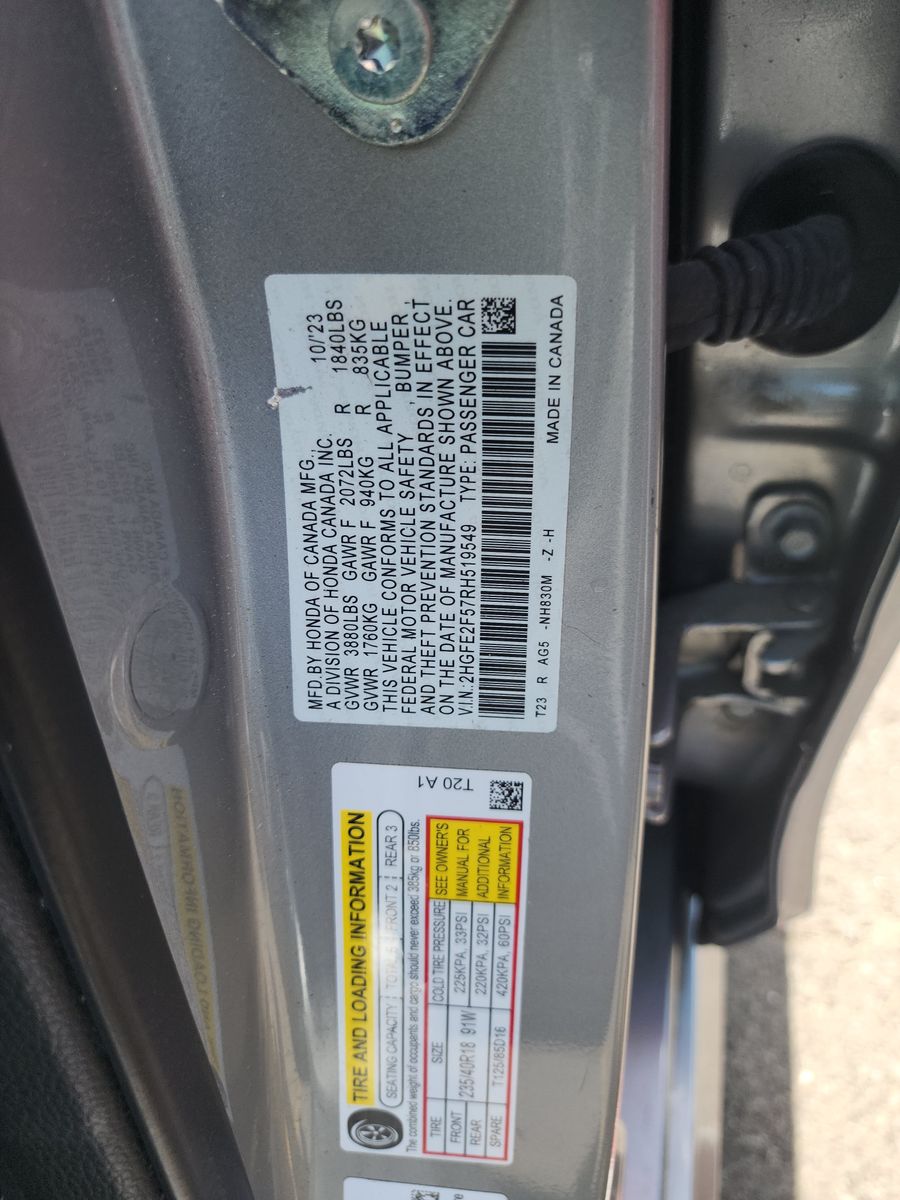 MFD.BY HONDA OF CANADA MFG., 10/'23
A DIVISION OF HONDA CANADA INC.
GVWR 3880LBS GAWR F 2072LBS R 1840LBS
GVWR 1760KG GAWR F 940KG R 835KG
THIS VEHICLE CONFORMS TO ALL APPLICABLE
FEDERAL MOTOR VEHICLE SAFETY, BUMPER,
AND THEFT PREVENTION STANDARDS IN EFFECT
ON THE DATE OF MANUFACTURE SHOWN ABOVE.
V.I.N.:2HGFE2F57RH519549 TYPE: PASSENGER CAR
T23 R AG5 -NH830M -Z -H MADE IN CANADA
TIRE AND LOADING INFORMATION
T20 A1
SEATING CAPACITY TOTAL 5 FRONT 2 REAR 3
The combined weight of occupants and cargo should never exceed 385kg or 850lbs.
TIRE SIZE COLD TIRE PRESSURE SEE OWNER'S MANUAL FOR ADDITIONAL INFORMATION
FRONT 235/40R18 91W 225KPA, 33PSI
REAR 220KPA, 32PSI
SPARE T125/85D16 420KPA, 60PSI